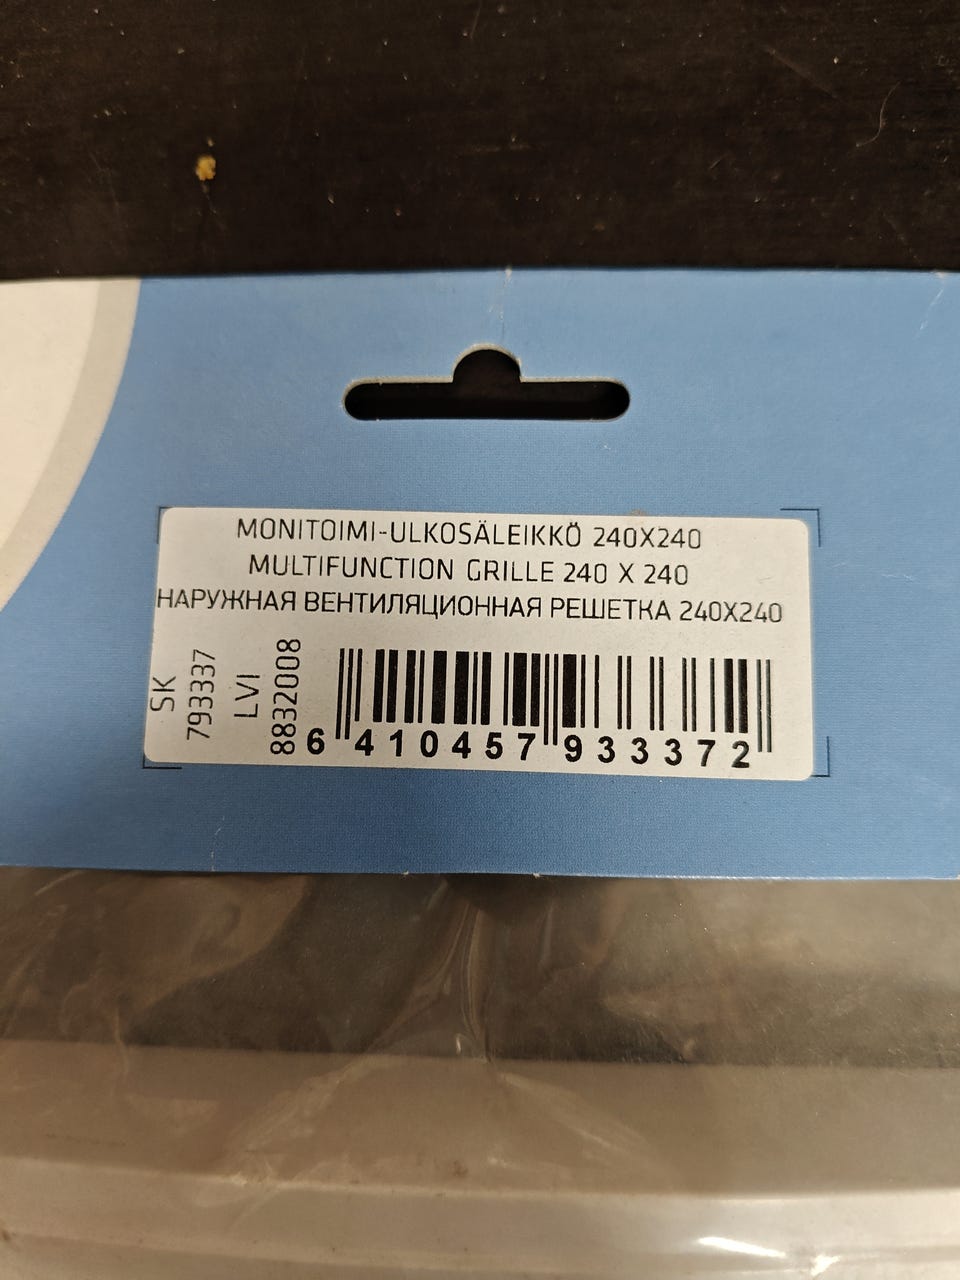 MONITOIMI-ULKOSÄLEIKKÖ 240X240
MULTIFUNCTION GRILLE 240 X 240
НАРУЖНАЯ ВЕНТИЛЯЦИОННАЯ РЕШЕТКА 240X240
SK
793337
LVI
8832008
6 410457 933372